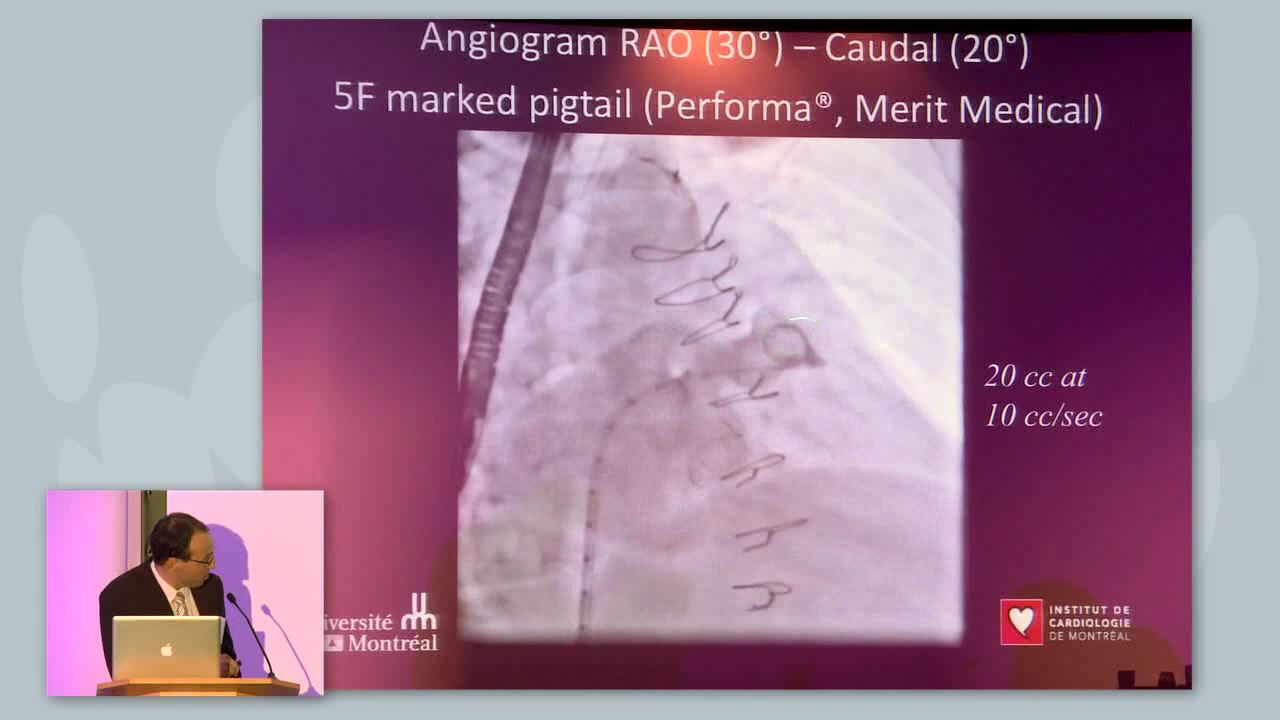 Angiogram RAO (30°) – Caudal (20°)
5F marked pigtail (Performa®, Merit Medical)
20 cc at
10 cc/sec
iversité
Montréal
INSTITUT DE
CARDIOLOGIE
DE MONTRÉAL